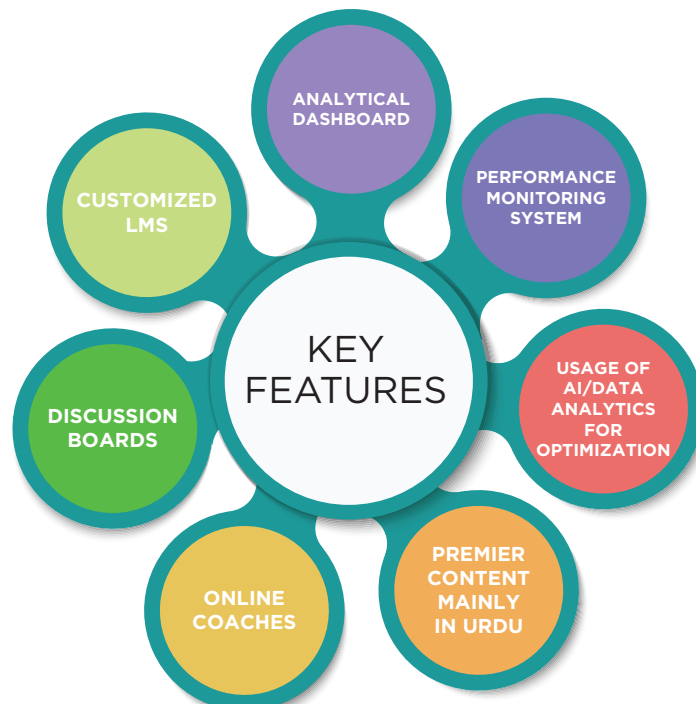 KEY
FEATURES
ANALYTICAL
DASHBOARD
PERFORMANCE
MONITORING
SYSTEM
USAGE OF
AI/DATA
ANALYTICS
FOR
OPTIMIZATION
PREMIER
CONTENT
MAINLY
IN URDU
ONLINE
COACHES
DISCUSSION
BOARDS
CUSTOMIZED
LMS